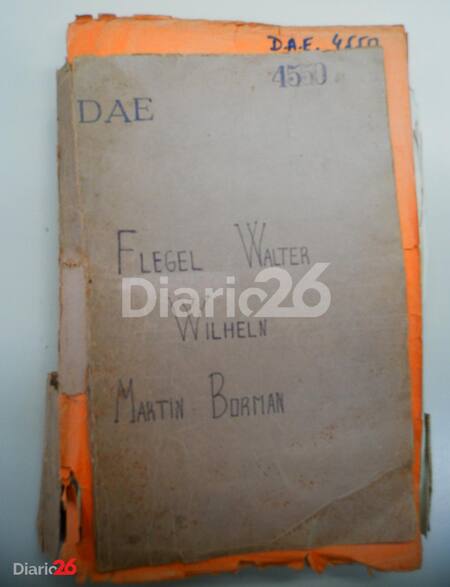 D.A.E. 4550
4550
DAE
FLEGEL WALTER
Diario26
WILHELN
MARTIN BORMAN
Diario26